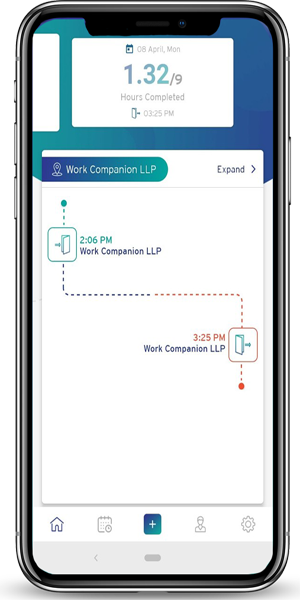 08 April, Mon
1.32/9
Hours Completed
03:25 PM
Work Companion LLP
Expand
2:06 PM
Work Companion LLP
3:25 PM
Work Companion LLP